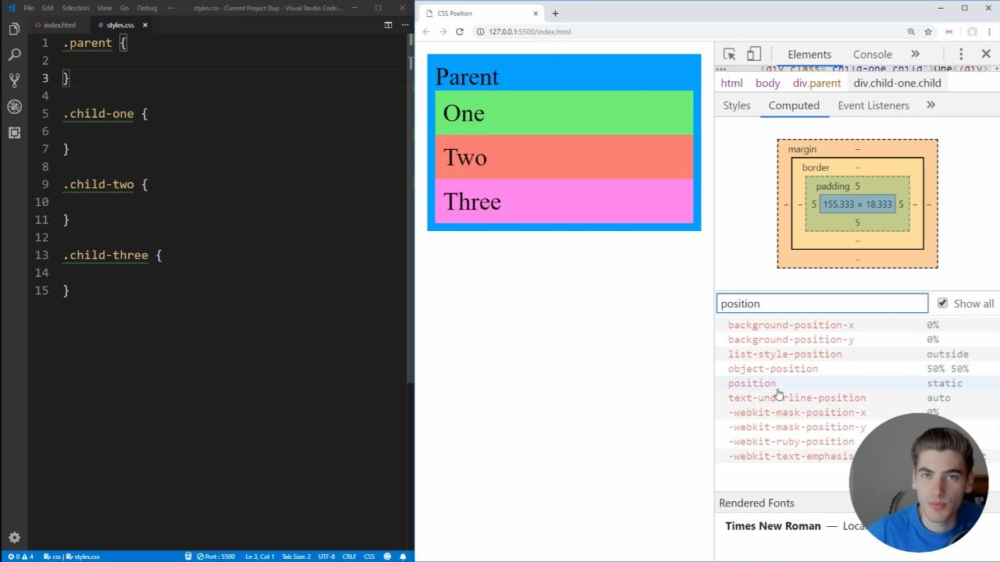 File Edit Selection View Go Debug ··· styles.css - Current Project Dup - Visual Studio Code...
index.html styles.css
1 .parent {
2
3 }
4
5 .child-one {
6
7 }
8
9 .child-two {
10
11 }
12
13 .child-three {
14
15 }
0 4 css | styles.css Port : 5500 Ln 3, Col 1 Tab Size: 2 UTF-8 CRLF CSS
CSS Position
127.0.0.1:5500/index.html
Parent
One
Two
Three
Elements Console
<div class="child-one child">One</div>
html body div.parent div.child-one.child
Styles Computed Event Listeners
margin –
border –
padding 5
– – 5 155.333 × 18.333 5 – –
5
–
–
position Show all
background-position-x 0%
background-position-y 0%
list-style-position outside
object-position 50% 50%
position static
text-underline-position auto
-webkit-mask-position-x 0%
-webkit-mask-position-y
-webkit-ruby-position
-webkit-text-emphasis
Rendered Fonts
Times New Roman —